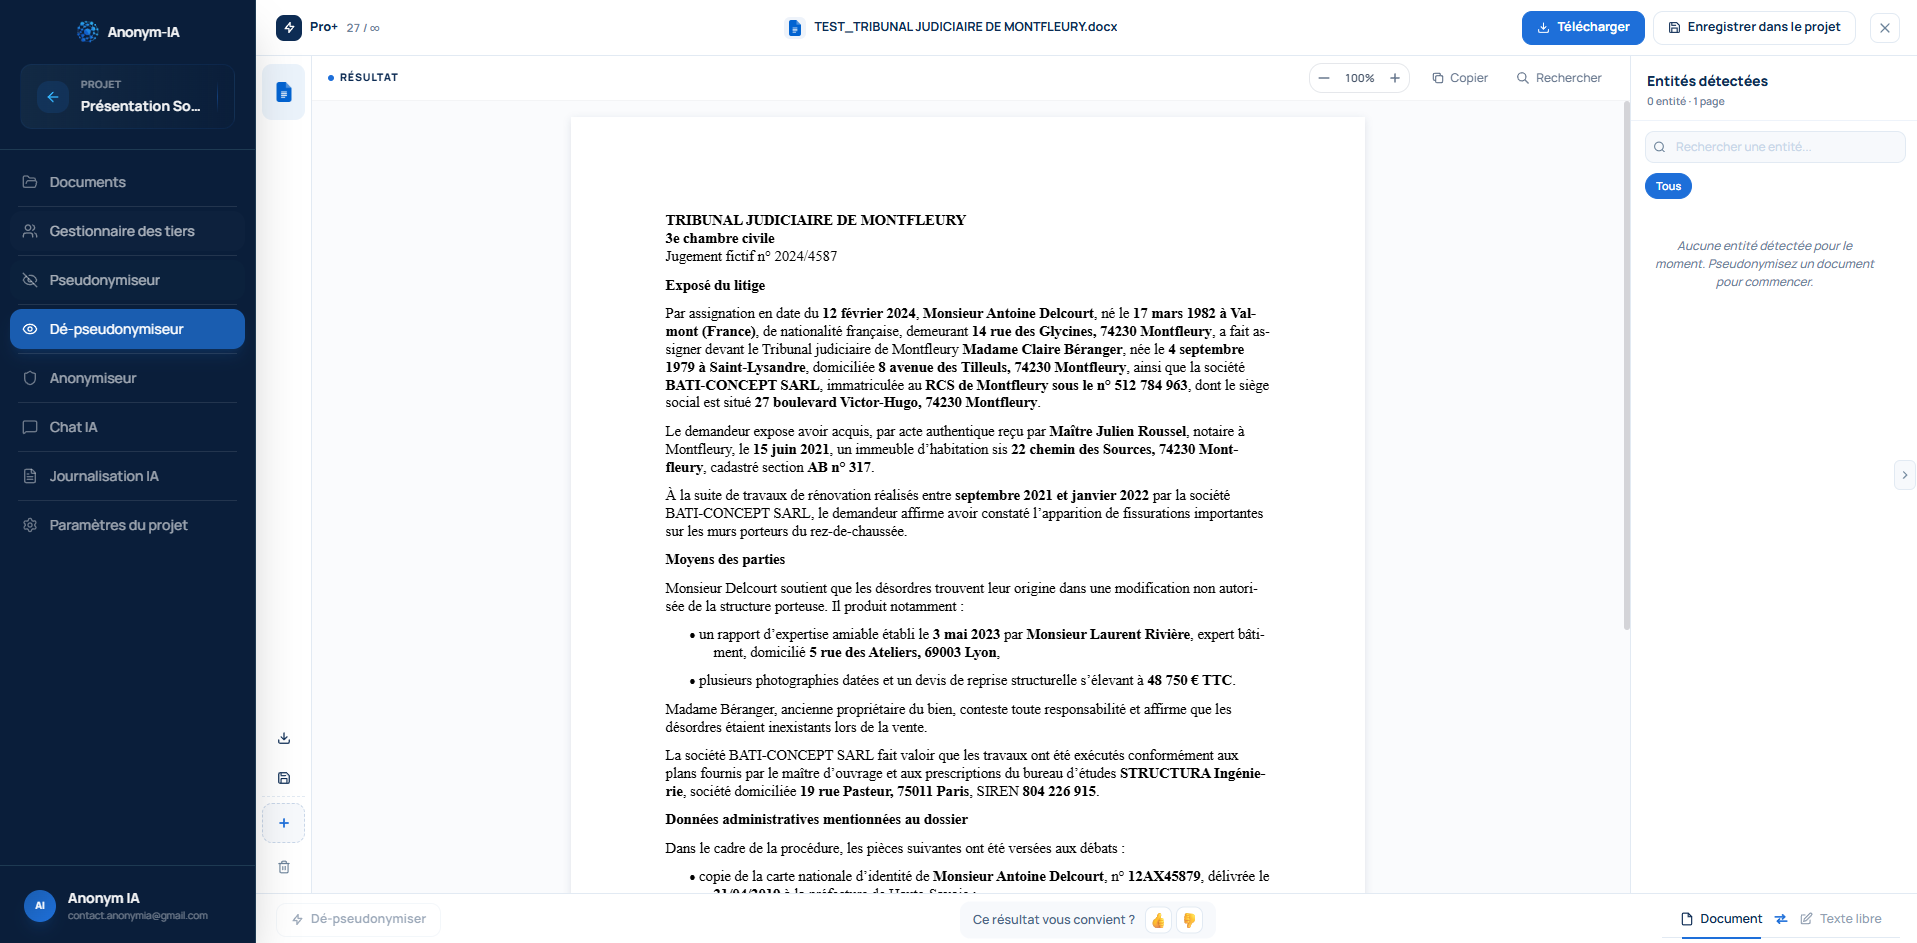 Anonym-IA
PROJET
Présentation So...
Documents
Gestionnaire des tiers
Pseudonymiseur
Dé-pseudonymiseur
Anonymiseur
Chat IA
Journalisation IA
Paramètres du projet
AI
Anonym IA
contact.anonymia@gmail.com
Pro+ 27 / ∞
TEST_TRIBUNAL JUDICIAIRE DE MONTFLEURY.docx
Télécharger
Enregistrer dans le projet
RÉSULTAT
100%
Copier
Rechercher
TRIBUNAL JUDICIAIRE DE MONTFLEURY
3e chambre civile
Jugement fictif n° 2024/4587
Exposé du litige
Par assignation en date du 12 février 2024, Monsieur Antoine Delcourt, né le 17 mars 1982 à Val-
mont (France), de nationalité française, demeurant 14 rue des Glycines, 74230 Montfleury, a fait as-
signer devant le Tribunal judiciaire de Montfleury Madame Claire Béranger, née le 4 septembre
1979 à Saint-Lysandre, domiciliée 8 avenue des Tilleuls, 74230 Montfleury, ainsi que la société
BATI-CONCEPT SARL, immatriculée au RCS de Montfleury sous le n° 512 784 963, dont le siège
social est situé 27 boulevard Victor-Hugo, 74230 Montfleury.
Le demandeur expose avoir acquis, par acte authentique reçu par Maître Julien Roussel, notaire à
Montfleury, le 15 juin 2021, un immeuble d’habitation sis 22 chemin des Sources, 74230 Mont-
fleury, cadastré section AB n° 317.
À la suite de travaux de rénovation réalisés entre septembre 2021 et janvier 2022 par la société
BATI-CONCEPT SARL, le demandeur affirme avoir constaté l’apparition de fissurations importantes
sur les murs porteurs du rez-de-chaussée.
Moyens des parties
Monsieur Delcourt soutient que les désordres trouvent leur origine dans une modification non autori-
sée de la structure porteuse. Il produit notamment :
• un rapport d’expertise amiable établi le 3 mai 2023 par Monsieur Laurent Rivière, expert bâti-
ment, domicilié 5 rue des Ateliers, 69003 Lyon,
• plusieurs photographies datées et un devis de reprise structurelle s’élevant à 48 750 € TTC.
Madame Béranger, ancienne propriétaire du bien, conteste toute responsabilité et affirme que les
désordres étaient inexistants lors de la vente.
La société BATI-CONCEPT SARL fait valoir que les travaux ont été exécutés conformément aux
plans fournis par le maître d’ouvrage et aux prescriptions du bureau d’études STRUCTURA Ingénie-
rie, société domiciliée 19 rue Pasteur, 75011 Paris, SIREN 804 226 915.
Données administratives mentionnées au dossier
Dans le cadre de la procédure, les pièces suivantes ont été versées aux débats :
• copie de la carte nationale d’identité de Monsieur Antoine Delcourt, n° 12AX45879, délivrée le
21/04/2019 à la préfecture de Haute-Savoie ;
Entités détectées
0 entité · 1 page
Rechercher une entité...
Tous
Aucune entité détectée pour le
moment. Pseudonymisez un document
pour commencer.
Dé-pseudonymiser
Ce résultat vous convient ?
Document
Texte libre